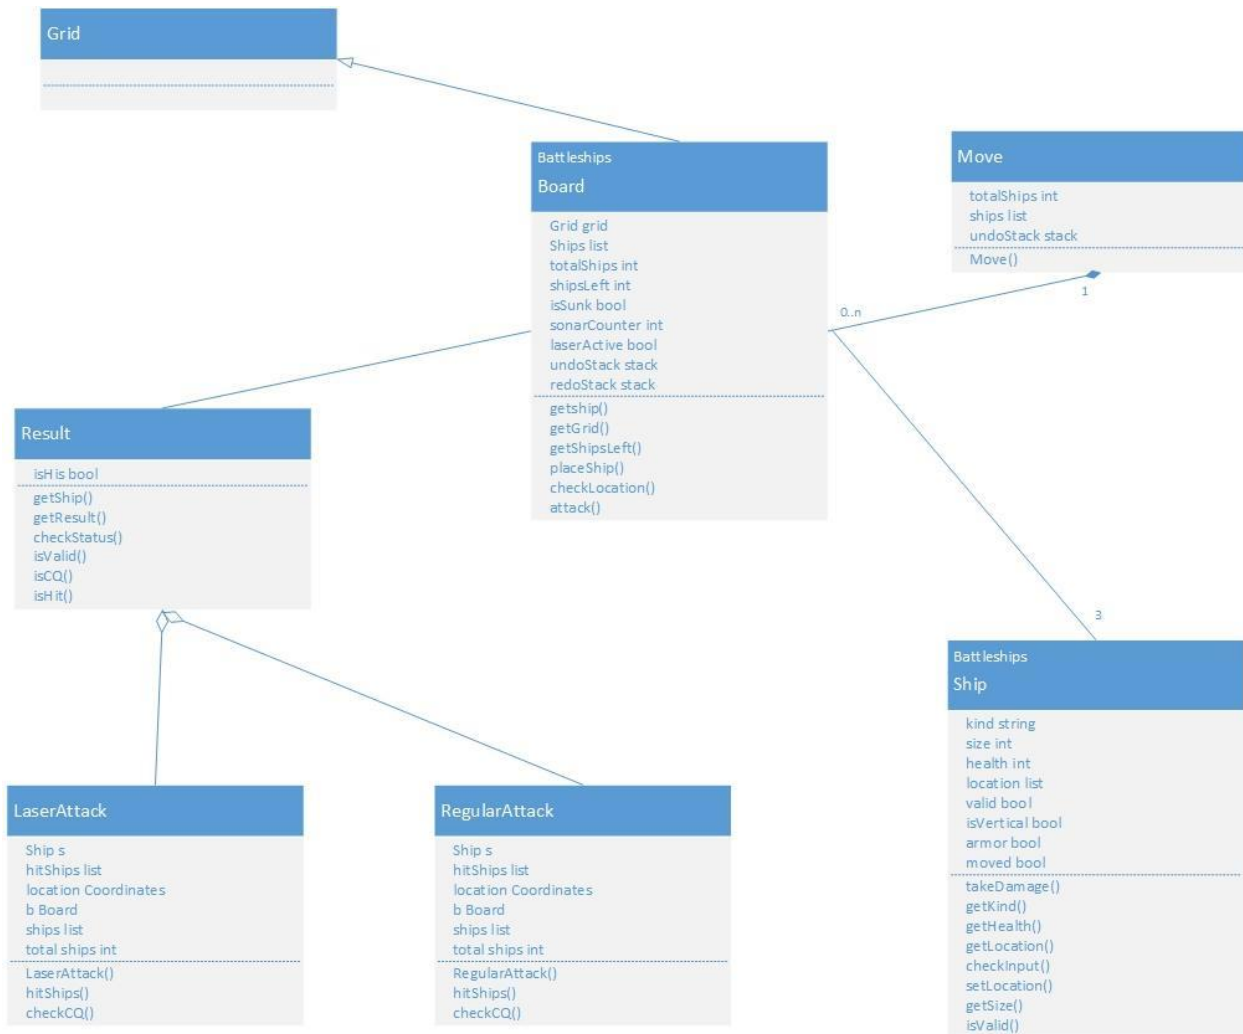 Grid
Battleships
Board
Grid grid
Ships list
totalShips int
shipsLeft int
isSunk bool
sonarCounter int
laserActive bool
undoStack stack
redoStack stack
getship()
getGrid()
getShipsLeft()
placeShip()
checkLocation()
attack()
Move
totalShips int
ships list
undoStack stack
Move()
1
0..n
3
Result
isHis bool
getShip()
getResult()
checkStatus()
isValid()
isCQ()
isHit()
Battleships
Ship
kind string
size int
health int
location list
valid bool
isVertical bool
armor bool
moved bool
takeDamage()
getKind()
getHealth()
getLocation()
checkInput()
setLocation()
getSize()
isValid()
LaserAttack
Ship s
hitShips list
location Coordinates
b Board
ships list
total ships int
LaserAttack()
hitShips()
checkCQ()
RegularAttack
Ship s
hitShips list
location Coordinates
b Board
ships list
total ships int
RegularAttack()
hitShips()
checkCQ()